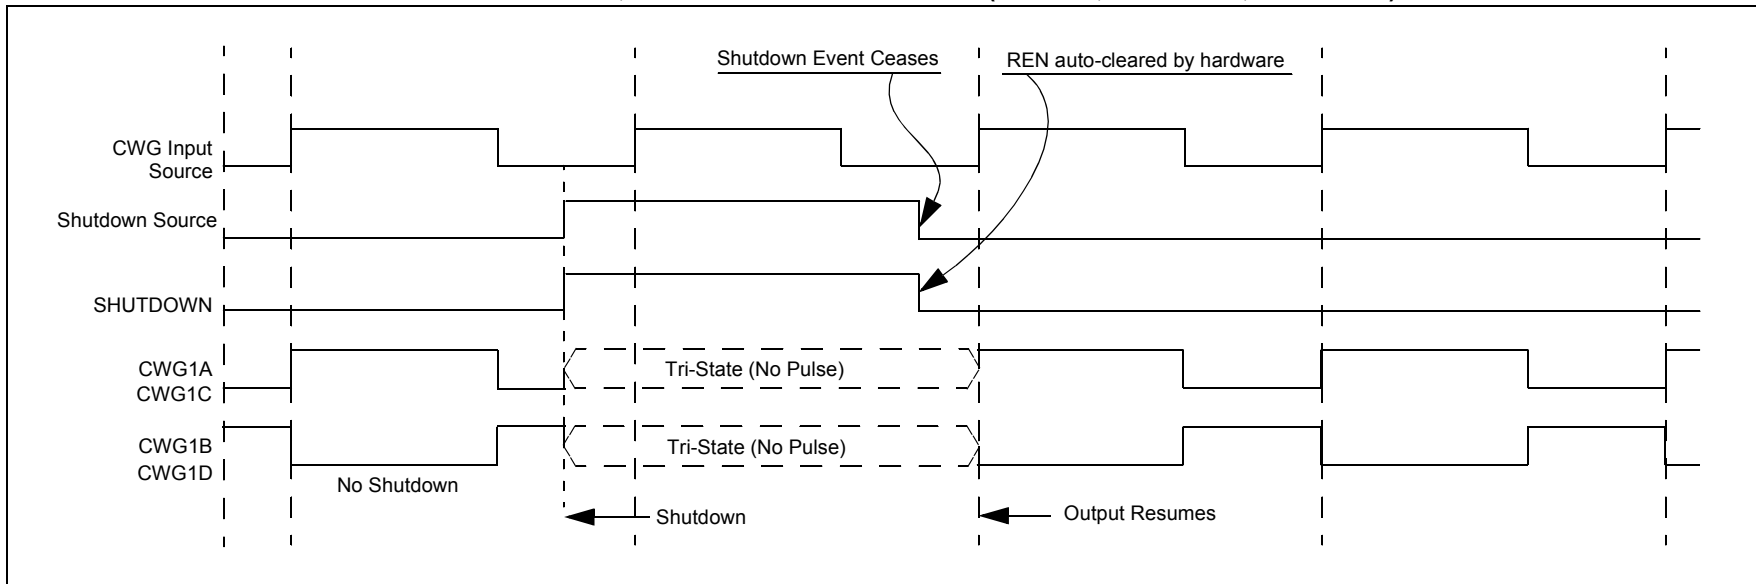 Shutdown Event Ceases
REN auto-cleared by hardware
CWG Input
Source
Shutdown Source
SHUTDOWN
CWG1A
CWG1C
Tri-State (No Pulse)
CWG1B
CWG1D
Tri-State (No Pulse)
No Shutdown
Shutdown
Output Resumes